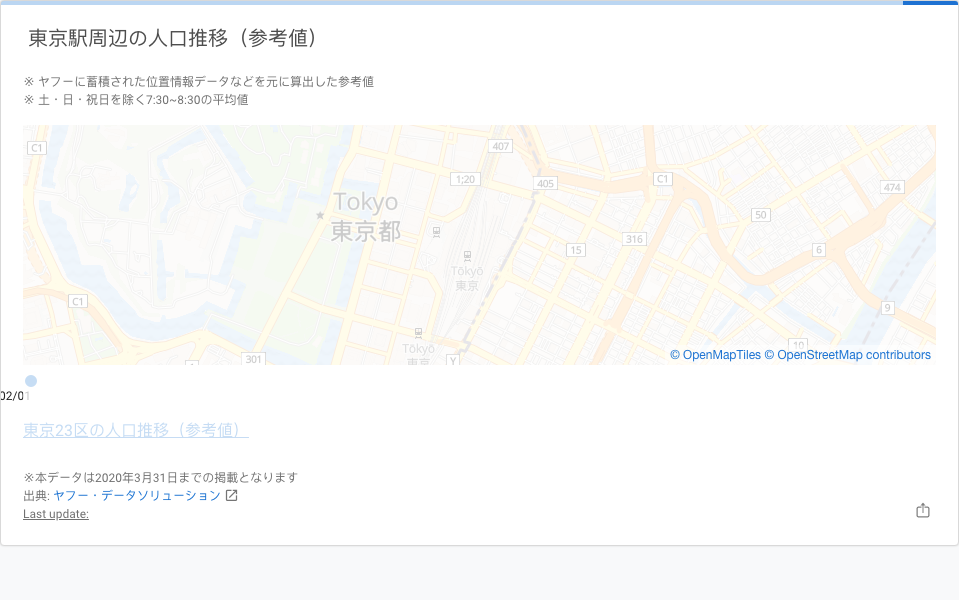 東京駅周辺の人口推移（参考値）
※ ヤフーに蓄積された位置情報データなどを元に算出した参考値
※ 土・日・祝日を除く7:30~8:30の平均値
C1
407
1;20
405
C1
474
Tokyo
東京都
50
316
15
6
Tōkyō
東京
C1
9
10
Tōkyō
東京
301
Y
© OpenMapTiles © OpenStreetMap contributors
02/01
東京23区の人口推移（参考値）
※本データは2020年3月31日までの掲載となります
出典: ヤフー・データソリューション
Last update: